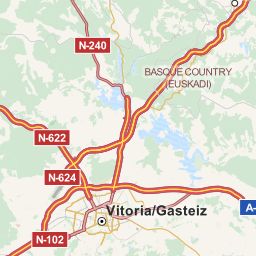 N-240
BASQUE COUNTRY
(EUSKADI)
N-622
N-624
Vitoria/Gasteiz
A-
N-102